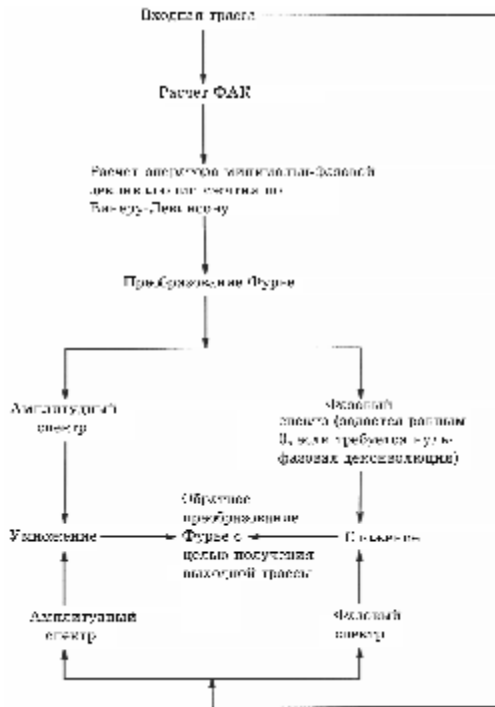 Входная трасса
Расчет ФАК
Расчет оператора минимально-фазовой
по
Винеру-Левинсону
Преобразование Фурье
Амплитудный
спектр
Фазовый
спектр (задается равным
0, если требуется нуль-
фазовая деконволюция)
Обратное
преобразование
Умножение
Фурье с
Сложение
целью получения
выходной трассы
Амплитудный
спектр
Фазовый
спектр